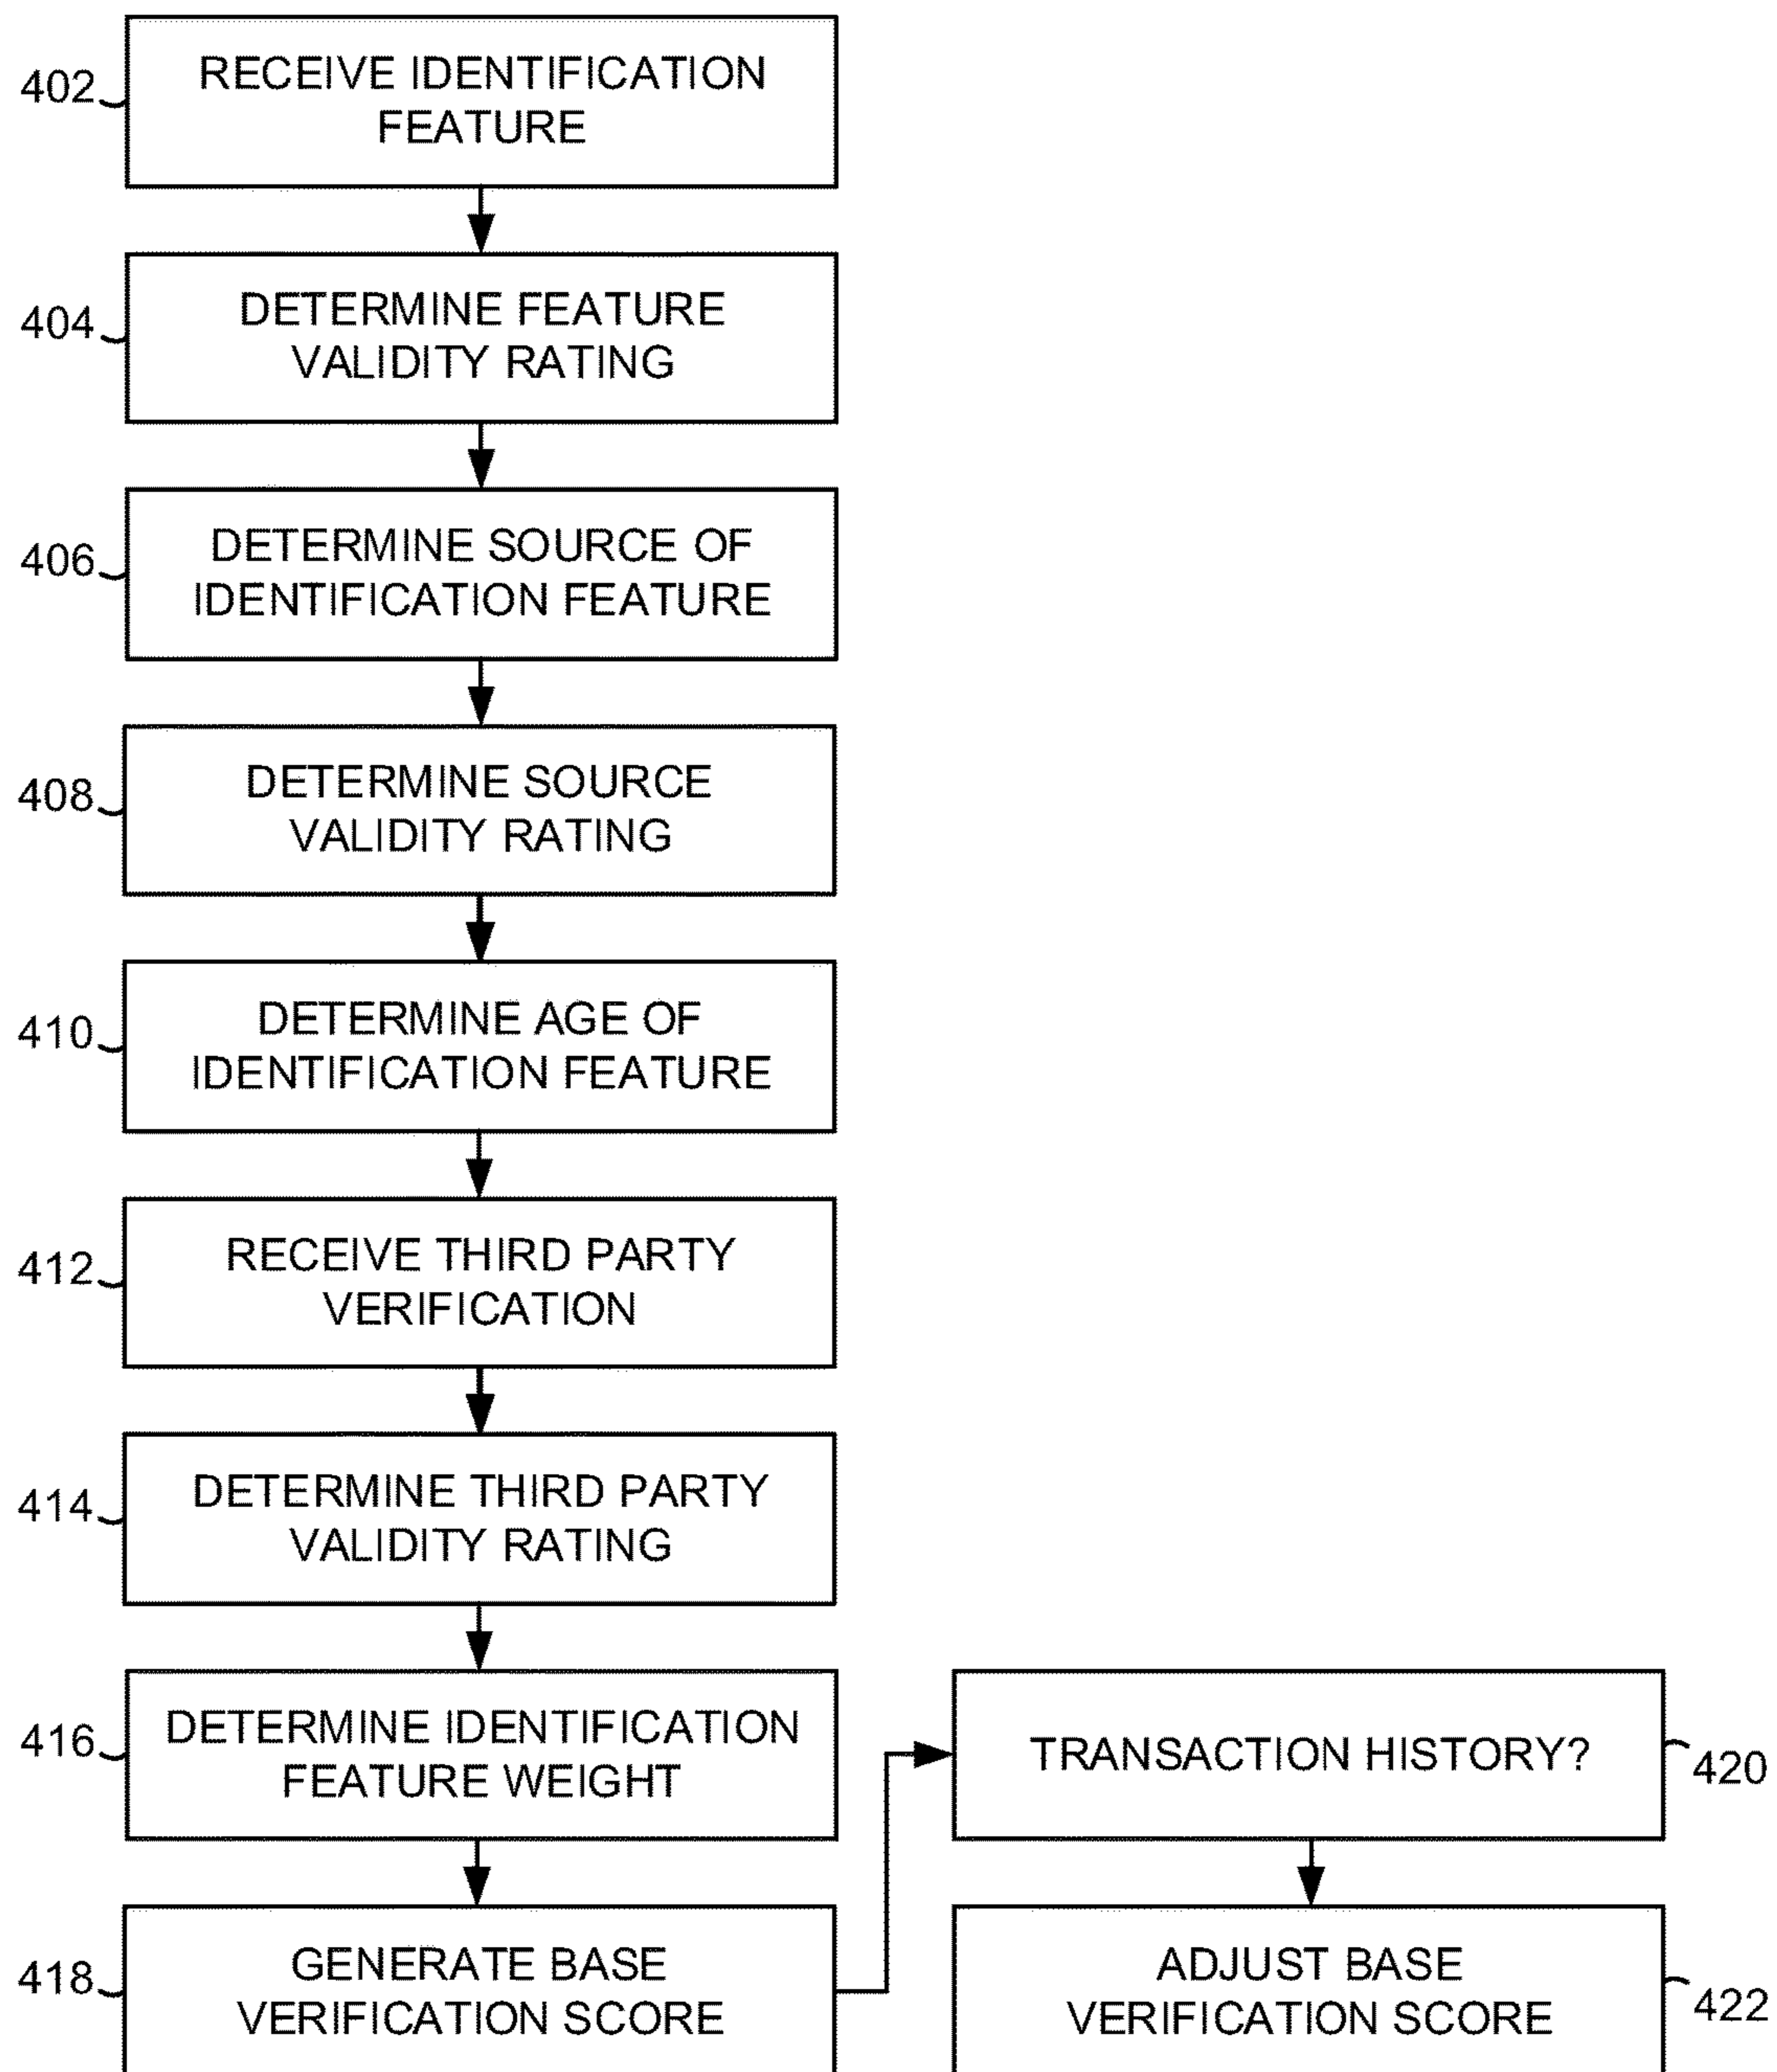 402
RECEIVE IDENTIFICATION
FEATURE
404
DETERMINE FEATURE
VALIDITY RATING
406
DETERMINE SOURCE OF
IDENTIFICATION FEATURE
408
DETERMINE SOURCE
VALIDITY RATING
410
DETERMINE AGE OF
IDENTIFICATION FEATURE
412
RECEIVE THIRD PARTY
VERIFICATION
414
DETERMINE THIRD PARTY
VALIDITY RATING
416
DETERMINE IDENTIFICATION
FEATURE WEIGHT
418
GENERATE BASE
VERIFICATION SCORE
TRANSACTION HISTORY?
420
ADJUST BASE
VERIFICATION SCORE
422